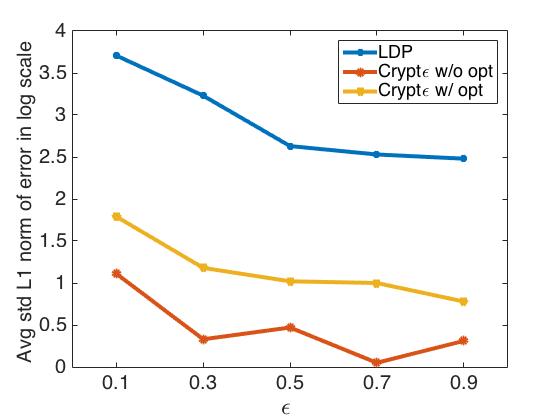 4
3.5
3
2.5
2
1.5
1
0.5
0
Avg std L1 norm of error in log scale
LDP
Cryptϵ w/o opt
Cryptϵ w/ opt
0.1 0.3 0.5 0.7 0.9
ϵ